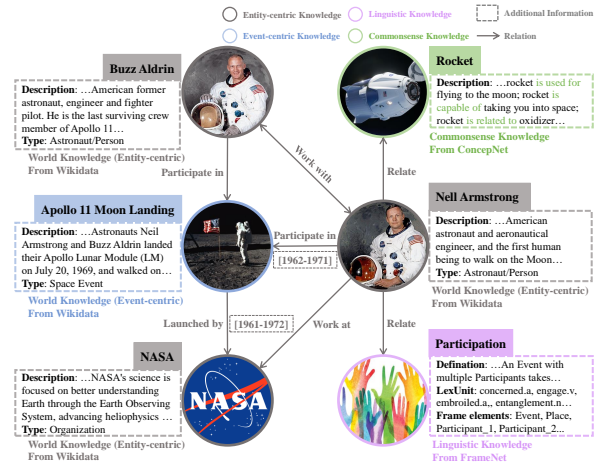 Entity-centric Knowledge
Linguistic Knowledge
Additional Information
Event-centric Knowledge
Commonsense Knowledge
Relation
Buzz Aldrin
Description: …American former
astronaut, engineer and fighter
pilot. He is the last surviving crew
member of Apollo 11…
Type: Astronaut/Person
World Knowledge (Entity-centric)
From Wikidata
Rocket
Description: …rocket is used for
flying to the moon; rocket is
capable of taking you into space;
rocket is related to oxidizer…
Commonsense Knowledge
From ConcepNet
Participate in
Work with
Relate
Apollo 11 Moon Landing
Description: …Astronauts Neil
Armstrong and Buzz Aldrin landed
their Apollo Lunar Module (LM)
on July 20, 1969, and walked on…
Type: Space Event
World Knowledge (Event-centric)
From Wikidata
Participate in
[1962-1971]
Nell Armstrong
Description: …American
astronaut and aeronautical
engineer, and the first human
being to walk on the Moon…
Type: Astronaut/Person
World Knowledge (Entity-centric)
From Wikidata
Launched by
[1961-1972]
Work at
Relate
NASA
Description: …NASA's science is
focused on better understanding
Earth through the Earth Observing
System, advancing heliophysics …
Type: Organization
World Knowledge (Entity-centric)
From Wikidata
NASA
Participation
Defination: …An Event with
multiple Participants takes…
LexUnit: concerned.a, engage.v,
embroiled.a,, entanglement.n…
Frame elements: Event, Place,
Participant_1, Participant_2...
Linguistic Knowledge
From FrameNet